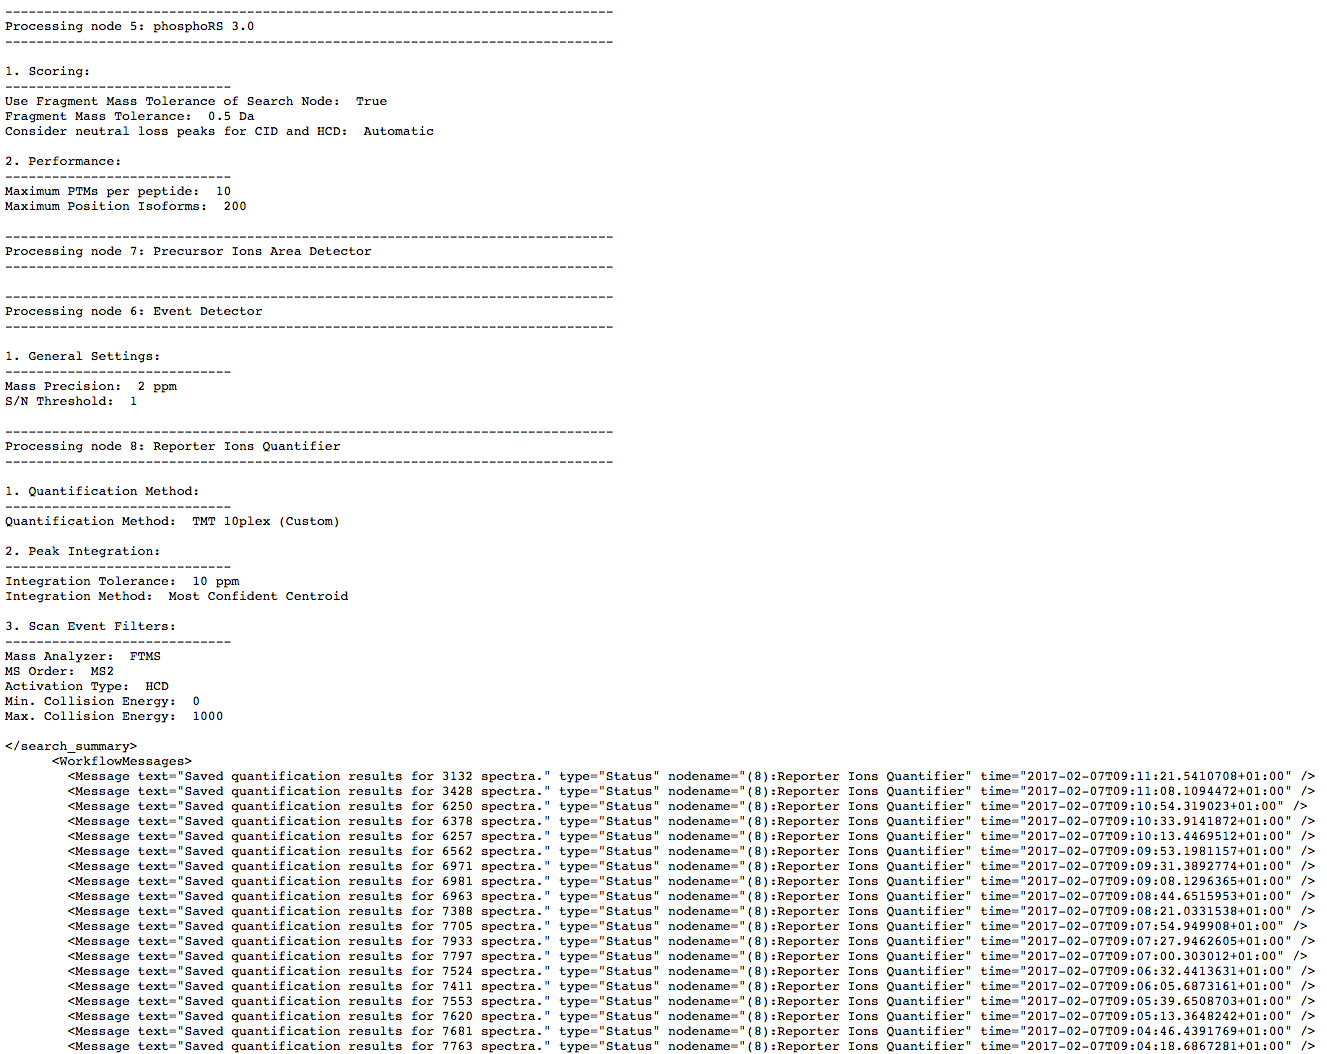 ------------------------------------------------------------------------------
Processing node 5: phosphoRS 3.0
------------------------------------------------------------------------------
1. Scoring:
-----------------------------
Use Fragment Mass Tolerance of Search Node:  True
Fragment Mass Tolerance:  0.5 Da
Consider neutral loss peaks for CID and HCD:  Automatic
2. Performance:
-----------------------------
Maximum PTMs per peptide:  10
Maximum Position Isoforms:  200
------------------------------------------------------------------------------
Processing node 7: Precursor Ions Area Detector
------------------------------------------------------------------------------
------------------------------------------------------------------------------
Processing node 6: Event Detector
------------------------------------------------------------------------------
1. General Settings:
-----------------------------
Mass Precision:  2 ppm
S/N Threshold:  1
------------------------------------------------------------------------------
Processing node 8: Reporter Ions Quantifier
------------------------------------------------------------------------------
1. Quantification Method:
-----------------------------
Quantification Method:  TMT 10plex (Custom)
2. Peak Integration:
-----------------------------
Integration Tolerance:  10 ppm
Integration Method:  Most Confident Centroid
3. Scan Event Filters:
-----------------------------
Mass Analyzer:  FTMS
MS Order:  MS2
Activation Type:  HCD
Min. Collision Energy:  0
Max. Collision Energy:  1000
</search_summary>
<WorkflowMessages>
<Message text="Saved quantification results for 3132 spectra." type="Status" nodename="(8):Reporter Ions Quantifier" time="2017-02-07T09:11:21.5410708+01:00" />
<Message text="Saved quantification results for 3428 spectra." type="Status" nodename="(8):Reporter Ions Quantifier" time="2017-02-07T09:11:08.1094472+01:00" />
<Message text="Saved quantification results for 6250 spectra." type="Status" nodename="(8):Reporter Ions Quantifier" time="2017-02-07T09:10:54.319023+01:00" />
<Message text="Saved quantification results for 6378 spectra." type="Status" nodename="(8):Reporter Ions Quantifier" time="2017-02-07T09:10:33.9141872+01:00" />
<Message text="Saved quantification results for 6257 spectra." type="Status" nodename="(8):Reporter Ions Quantifier" time="2017-02-07T09:10:13.4469512+01:00" />
<Message text="Saved quantification results for 6562 spectra." type="Status" nodename="(8):Reporter Ions Quantifier" time="2017-02-07T09:09:53.1981157+01:00" />
<Message text="Saved quantification results for 6971 spectra." type="Status" nodename="(8):Reporter Ions Quantifier" time="2017-02-07T09:09:31.3892774+01:00" />
<Message text="Saved quantification results for 6981 spectra." type="Status" nodename="(8):Reporter Ions Quantifier" time="2017-02-07T09:09:08.1296365+01:00" />
<Message text="Saved quantification results for 6963 spectra." type="Status" nodename="(8):Reporter Ions Quantifier" time="2017-02-07T09:08:44.6515953+01:00" />
<Message text="Saved quantification results for 7388 spectra." type="Status" nodename="(8):Reporter Ions Quantifier" time="2017-02-07T09:08:21.0331538+01:00" />
<Message text="Saved quantification results for 7705 spectra." type="Status" nodename="(8):Reporter Ions Quantifier" time="2017-02-07T09:07:54.949908+01:00" />
<Message text="Saved quantification results for 7933 spectra." type="Status" nodename="(8):Reporter Ions Quantifier" time="2017-02-07T09:07:27.9462605+01:00" />
<Message text="Saved quantification results for 7797 spectra." type="Status" nodename="(8):Reporter Ions Quantifier" time="2017-02-07T09:07:00.303012+01:00" />
<Message text="Saved quantification results for 7524 spectra." type="Status" nodename="(8):Reporter Ions Quantifier" time="2017-02-07T09:06:32.4413631+01:00" />
<Message text="Saved quantification results for 7411 spectra." type="Status" nodename="(8):Reporter Ions Quantifier" time="2017-02-07T09:06:05.6873161+01:00" />
<Message text="Saved quantification results for 7553 spectra." type="Status" nodename="(8):Reporter Ions Quantifier" time="2017-02-07T09:05:39.6508703+01:00" />
<Message text="Saved quantification results for 7620 spectra." type="Status" nodename="(8):Reporter Ions Quantifier" time="2017-02-07T09:05:13.3648242+01:00" />
<Message text="Saved quantification results for 7681 spectra." type="Status" nodename="(8):Reporter Ions Quantifier" time="2017-02-07T09:04:46.4391769+01:00" />
<Message text="Saved quantification results for 7763 spectra." type="Status" nodename="(8):Reporter Ions Quantifier" time="2017-02-07T09:04:18.6867281+01:00" />